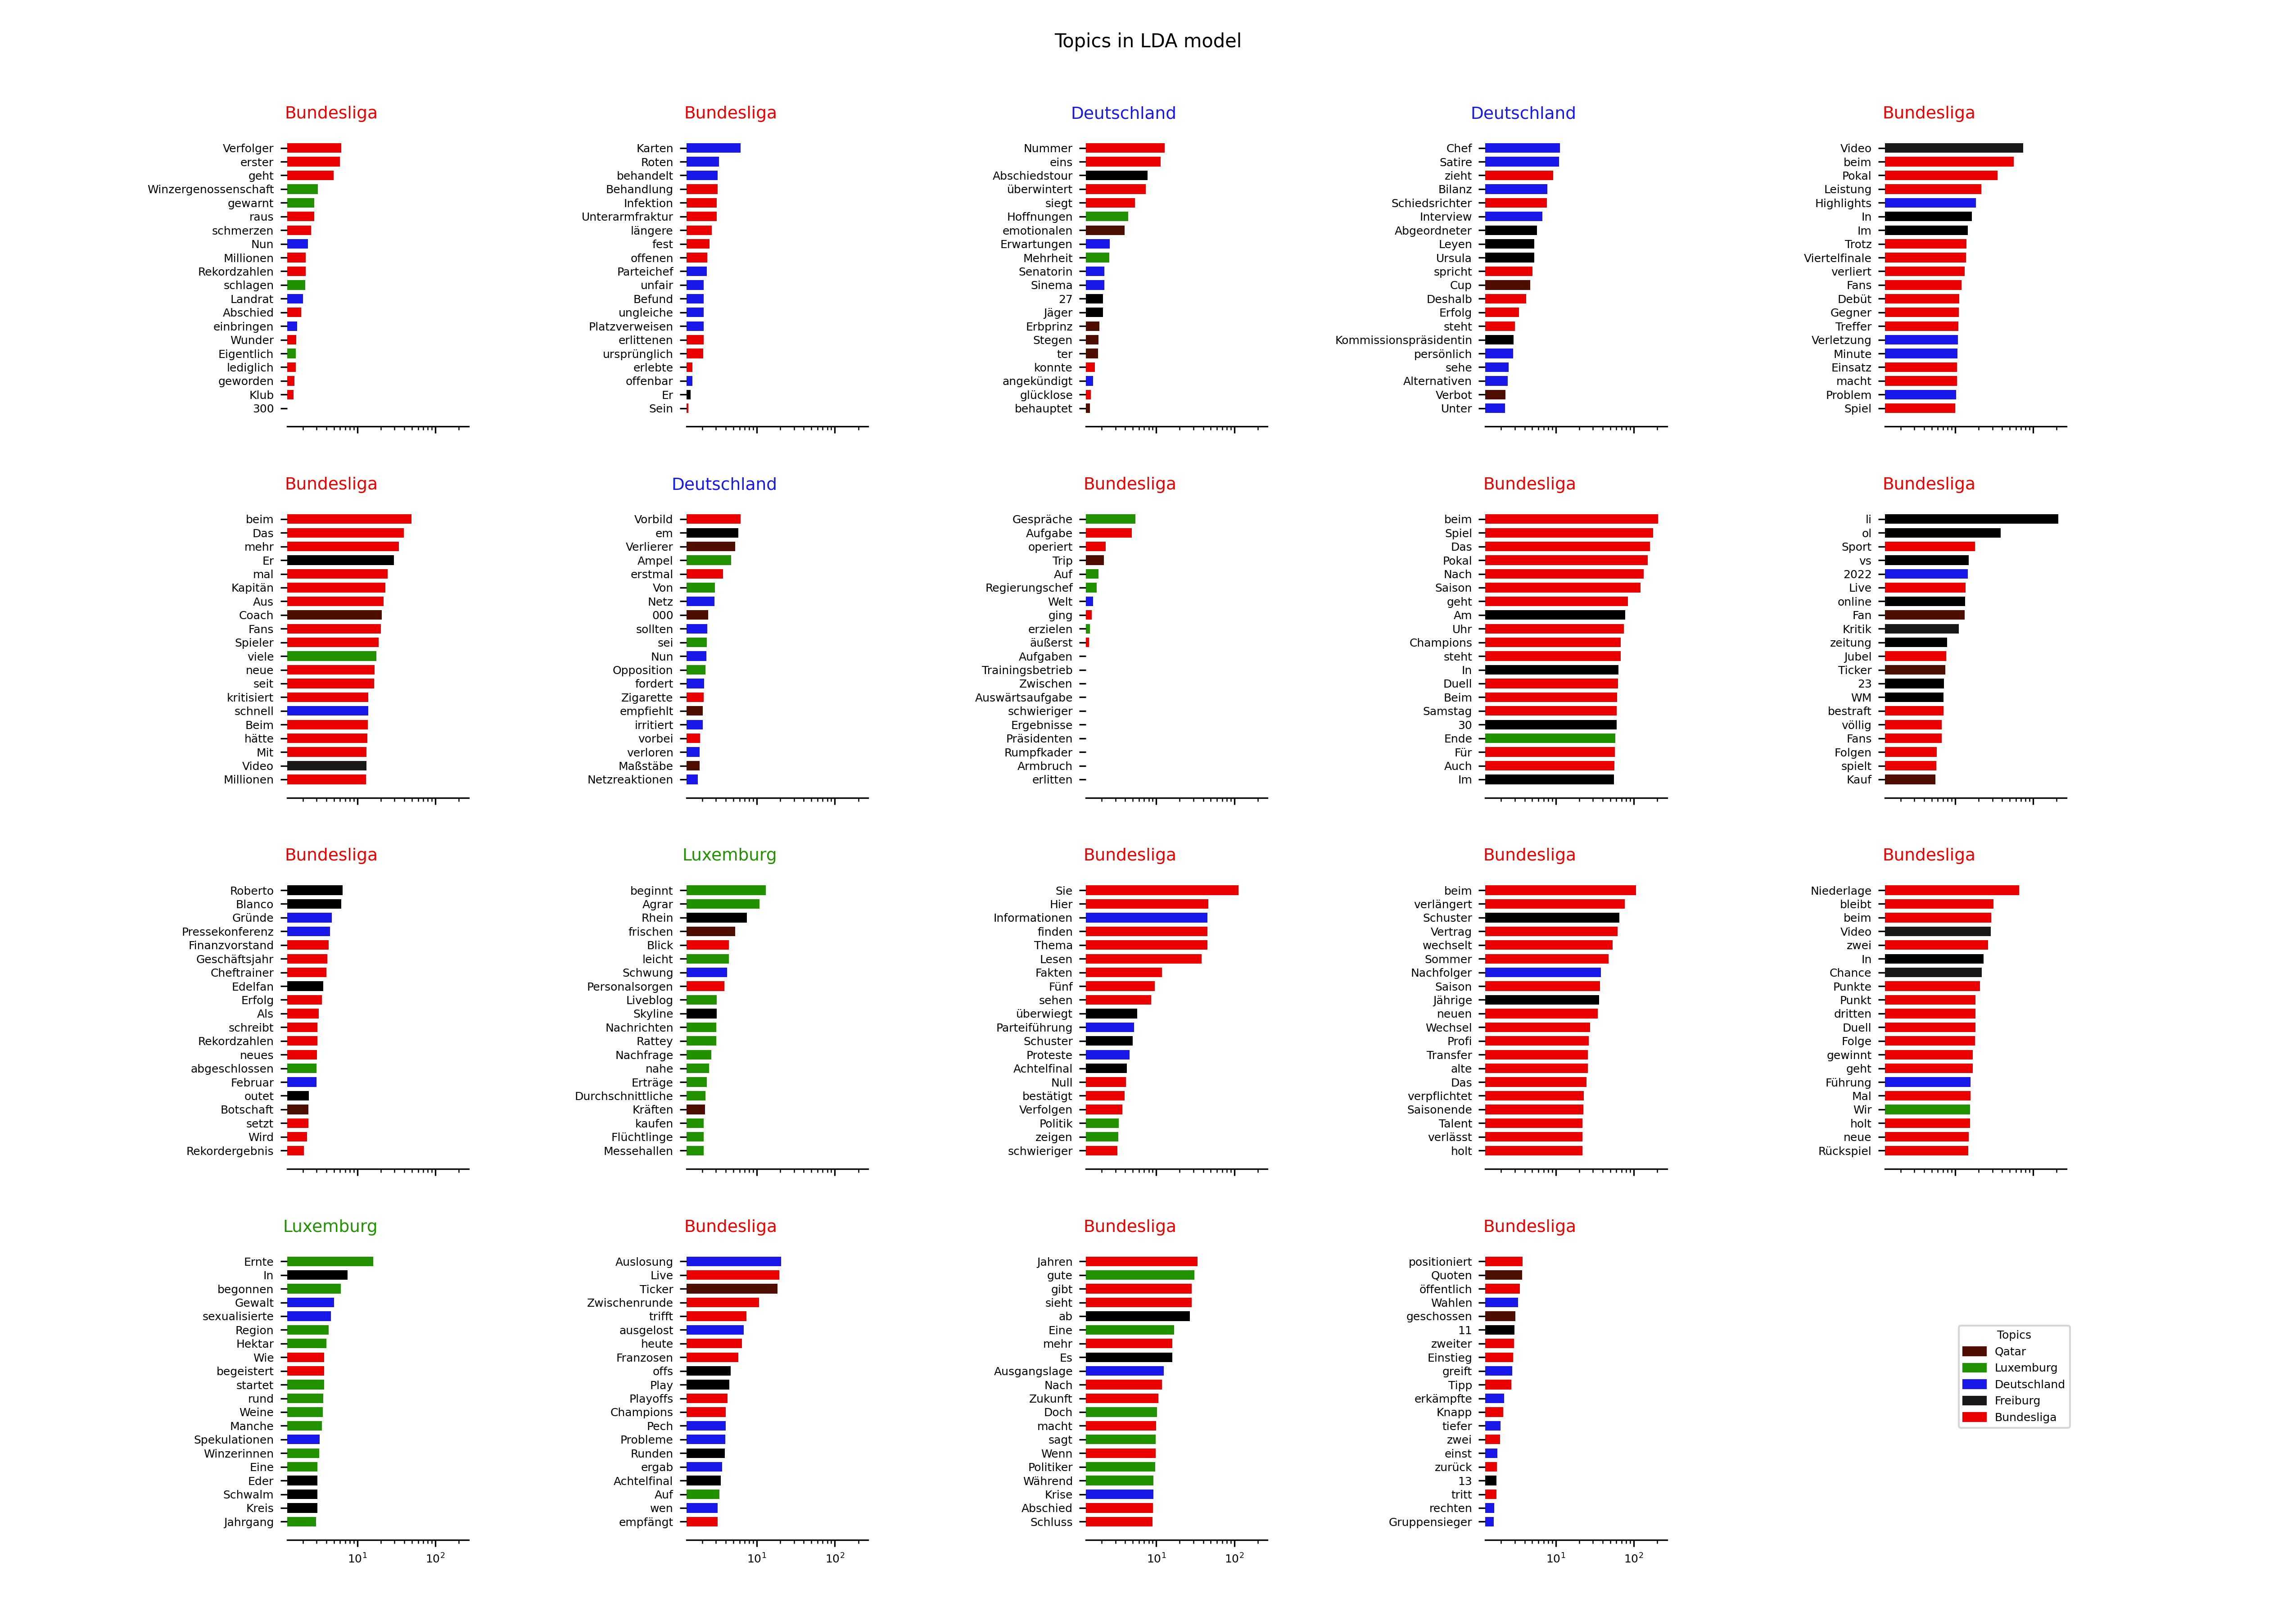 Topics in LDA model
Bundesliga
Verfolger
erster
geht
Winzergenossenschaft
gewarnt
raus
schmerzen
Nun
Millionen
Rekordzahlen
schlagen
Landrat
Abschied
einbringen
Wunder
Eigentlich
lediglich
geworden
Klub
300
Bundesliga
Karten
Roten
behandelt
Behandlung
Infektion
Unterarmfraktur
längere
fest
offenen
Parteichef
unfair
Befund
ungleiche
Platzverweisen
erlittenen
ursprünglich
erlebte
offenbar
Er
Sein
Deutschland
Nummer
eins
Abschiedstour
überwintert
siegt
Hoffnungen
emotionalen
Erwartungen
Mehrheit
Senatorin
Sinema
27
Jäger
Erbprinz
Stegen
ter
konnte
angekündigt
glücklose
behauptet
Deutschland
Chef
Satire
zieht
Bilanz
Schiedsrichter
Interview
Abgeordneter
Leyen
Ursula
spricht
Cup
Deshalb
Erfolg
steht
Kommissionspräsidentin
persönlich
sehe
Alternativen
Verbot
Unter
Bundesliga
Video
beim
Pokal
Leistung
Highlights
In
Im
Trotz
Viertelfinale
verliert
Fans
Debüt
Gegner
Treffer
Verletzung
Minute
Einsatz
macht
Problem
Spiel
Bundesliga
beim
Das
mehr
Er
mal
Kapitän
Aus
Coach
Fans
Spieler
viele
neue
seit
kritisiert
schnell
Beim
hätte
Mit
Video
Millionen
Deutschland
Vorbild
em
Verlierer
Ampel
erstmal
Von
Netz
000
sollten
sei
Nun
Opposition
fordert
Zigarette
empfiehlt
irritiert
vorbei
verloren
Maßstäbe
Netzreaktionen
Bundesliga
Gespräche
Aufgabe
operiert
Trip
Auf
Regierungschef
Welt
ging
erzielen
äußerst
Aufgaben
Trainingsbetrieb
Zwischen
Auswärtsaufgabe
schwieriger
Ergebnisse
Präsidenten
Rumpfkader
Armbruch
erlitten
Bundesliga
beim
Spiel
Das
Pokal
Nach
Saison
geht
Am
Uhr
Champions
steht
In
Duell
Beim
Samstag
30
Ende
Für
Auch
Im
Bundesliga
li
ol
Sport
vs
2022
Live
online
Fan
Kritik
zeitung
Jubel
Ticker
23
WM
bestraft
völlig
Fans
Folgen
spielt
Kauf
Bundesliga
Roberto
Blanco
Gründe
Pressekonferenz
Finanzvorstand
Geschäftsjahr
Cheftrainer
Edelfan
Erfolg
Als
schreibt
Rekordzahlen
neues
abgeschlossen
Februar
outet
Botschaft
setzt
Wird
Rekordergebnis
Luxemburg
beginnt
Agrar
Rhein
frischen
Blick
leicht
Schwung
Personalsorgen
Liveblog
Skyline
Nachrichten
Rattey
Nachfrage
nahe
Erträge
Durchschnittliche
Kräften
kaufen
Flüchtlinge
Messehallen
Bundesliga
Sie
Hier
Informationen
finden
Thema
Lesen
Fakten
Fünf
sehen
überwiegt
Parteiführung
Schuster
Proteste
Achtelfinal
Null
bestätigt
Verfolgen
Politik
zeigen
schwieriger
Bundesliga
beim
verlängert
Schuster
Vertrag
wechselt
Sommer
Nachfolger
Saison
Jährige
neuen
Wechsel
Profi
Transfer
alte
Das
verpflichtet
Saisonende
Talent
verlässt
holt
Bundesliga
Niederlage
bleibt
beim
Video
zwei
In
Chance
Punkte
Punkt
dritten
Duell
Folge
gewinnt
geht
Führung
Mal
Wir
holt
neue
Rückspiel
Luxemburg
Ernte
In
begonnen
Gewalt
sexualisierte
Region
Hektar
Wie
begeistert
startet
rund
Weine
Manche
Spekulationen
Winzerinnen
Eine
Eder
Schwalm
Kreis
Jahrgang
10¹ 10²
Bundesliga
Auslosung
Live
Ticker
Zwischenrunde
trifft
ausgelost
heute
Franzosen
offs
Play
Playoffs
Champions
Pech
Probleme
Runden
ergab
Achtelfinal
Auf
wen
empfängt
10¹ 10²
Bundesliga
Jahren
gute
gibt
sieht
ab
Eine
mehr
Es
Ausgangslage
Nach
Zukunft
Doch
macht
sagt
Wenn
Politiker
Während
Krise
Abschied
Schluss
10¹ 10²
Bundesliga
positioniert
Quoten
öffentlich
Wahlen
geschossen
11
zweiter
Einstieg
greift
Tipp
erkämpfte
Knapp
tiefer
zwei
einst
zurück
13
tritt
rechten
Gruppensieger
10¹ 10²
Topics
Qatar
Luxemburg
Deutschland
Freiburg
Bundesliga